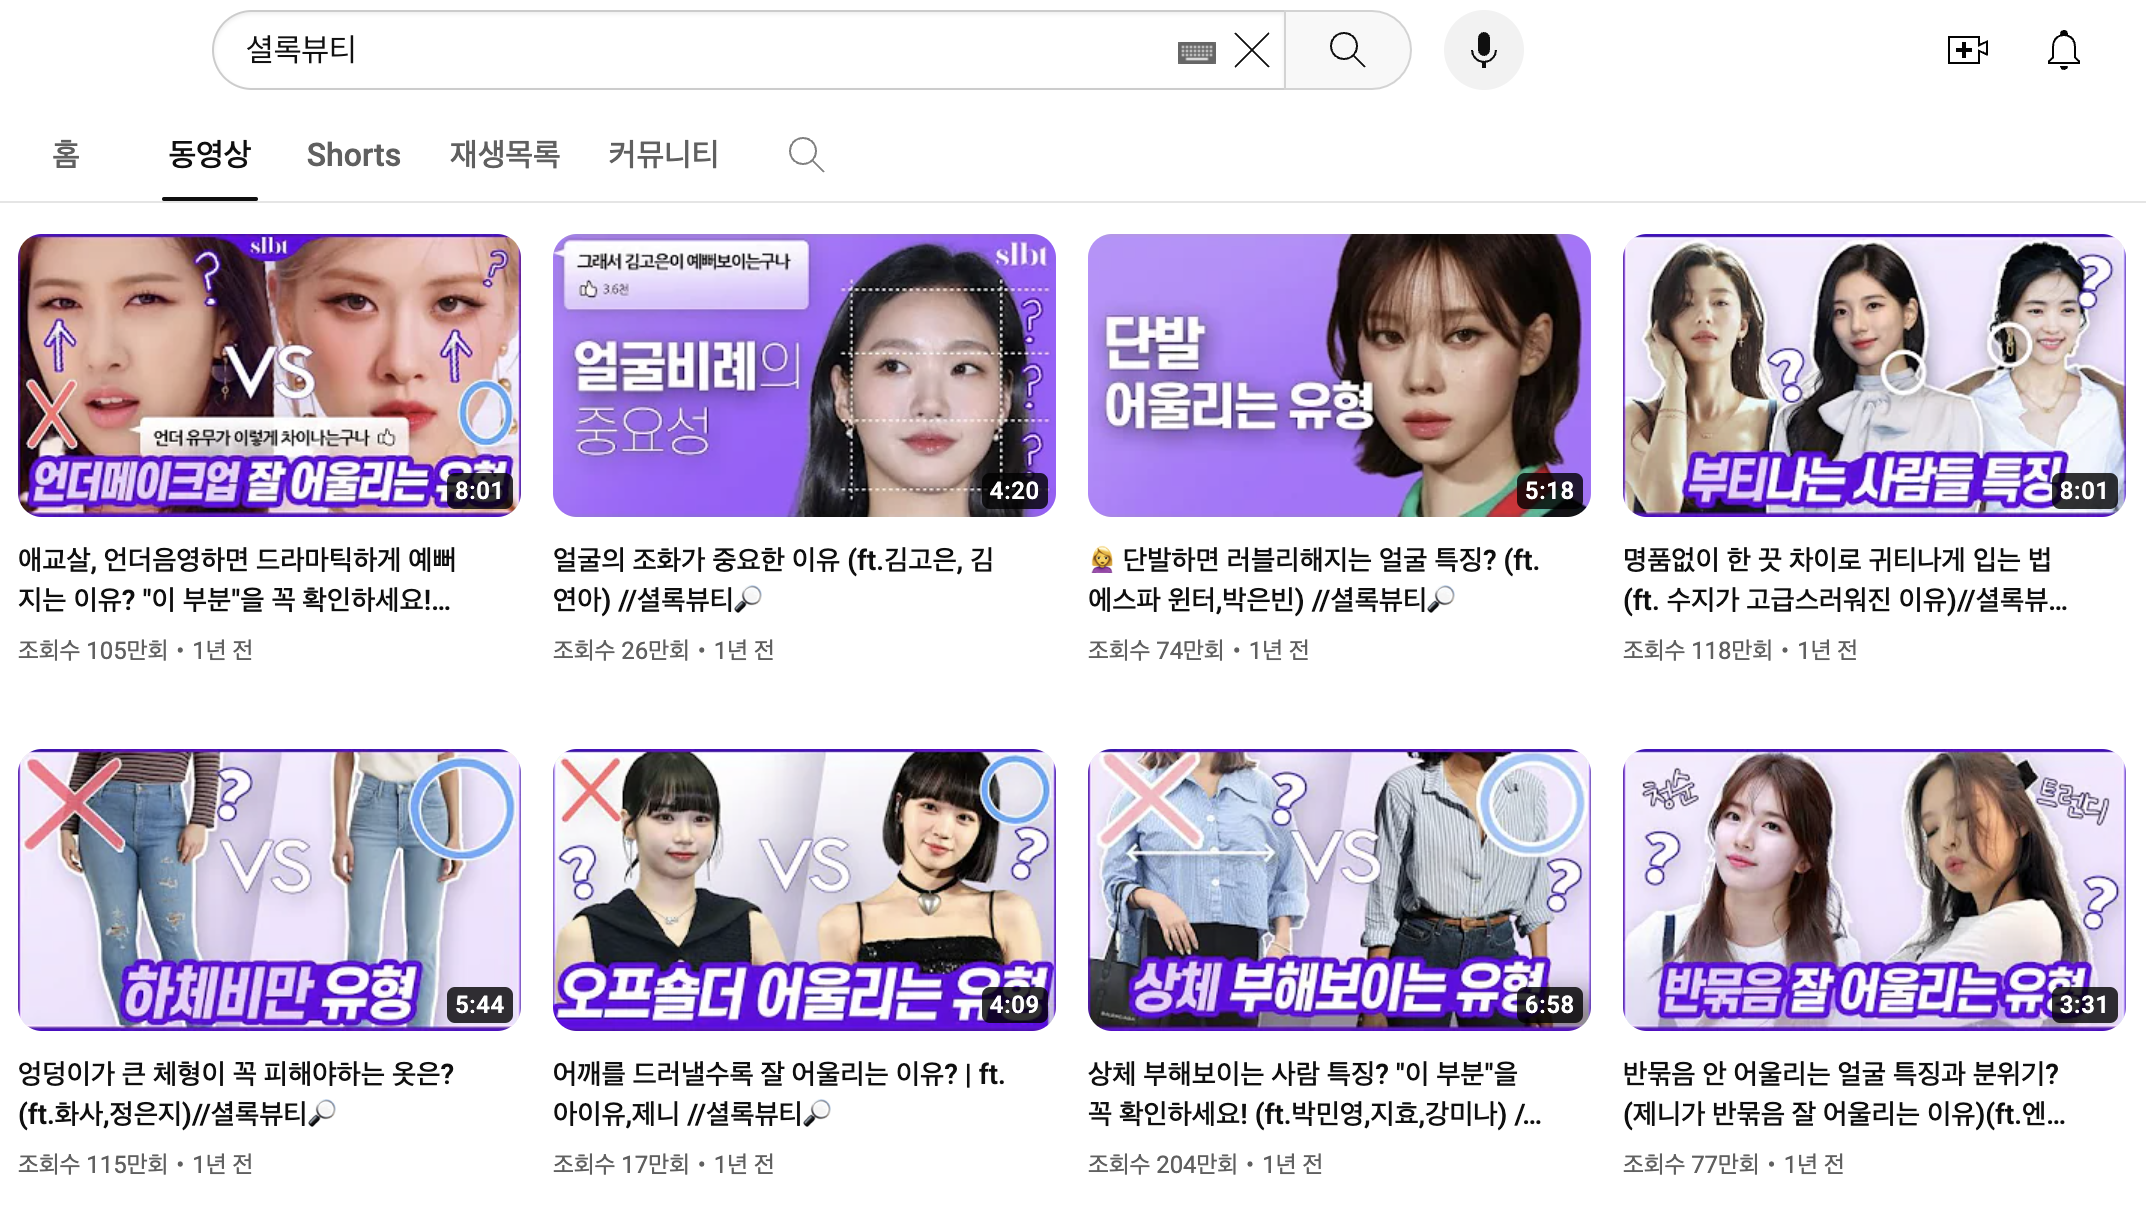 셜록뷰티
홈
동영상
Shorts
재생목록
커뮤니티
slbt
?
?
VS
언더 유무가 이렇게 차이나는구나
언더메이크업 잘 어울리는 유형
8:01
그래서 김고은이 예뻐보이는구나
3.6천
slbt
얼굴비례의
중요성
?
?
?
4:20
단발
어울리는 유형
5:18
?
?
부티나는 사람들 특징
8:01
애교살, 언더음영하면 드라마틱하게 예뻐
지는 이유? "이 부분"을 꼭 확인하세요!...
조회수 105만회 • 1년 전
얼굴의 조화가 중요한 이유 (ft.김고은, 김
연아) //셜록뷰티🔎
조회수 26만회 • 1년 전
💁‍♀️ 단발하면 러블리해지는 얼굴 특징? (ft.
에스파 윈터,박은빈) //셜록뷰티🔎
조회수 74만회 • 1년 전
명품없이 한 끗 차이로 귀티나게 입는 법
(ft. 수지가 고급스러워진 이유)//셜록뷰...
조회수 118만회 • 1년 전
?
VS
하체비만 유형
5:44
VS
?
?
오프숄더 어울리는 유형
4:09
?
VS
?
상체 부해보이는 유형
6:58
청순
트렌디
?
?
반묶음 잘 어울리는 유형
3:31
엉덩이가 큰 체형이 꼭 피해야하는 옷은?
(ft.화사,정은지)//셜록뷰티🔎
조회수 115만회 • 1년 전
어깨를 드러낼수록 잘 어울리는 이유? | ft.
아이유,제니 //셜록뷰티🔎
조회수 17만회 • 1년 전
상체 부해보이는 사람 특징? "이 부분"을
꼭 확인하세요! (ft.박민영,지효,강미나) /...
조회수 204만회 • 1년 전
반묶음 안 어울리는 얼굴 특징과 분위기?
(제니가 반묶음 잘 어울리는 이유)(ft.엔...
조회수 77만회 • 1년 전